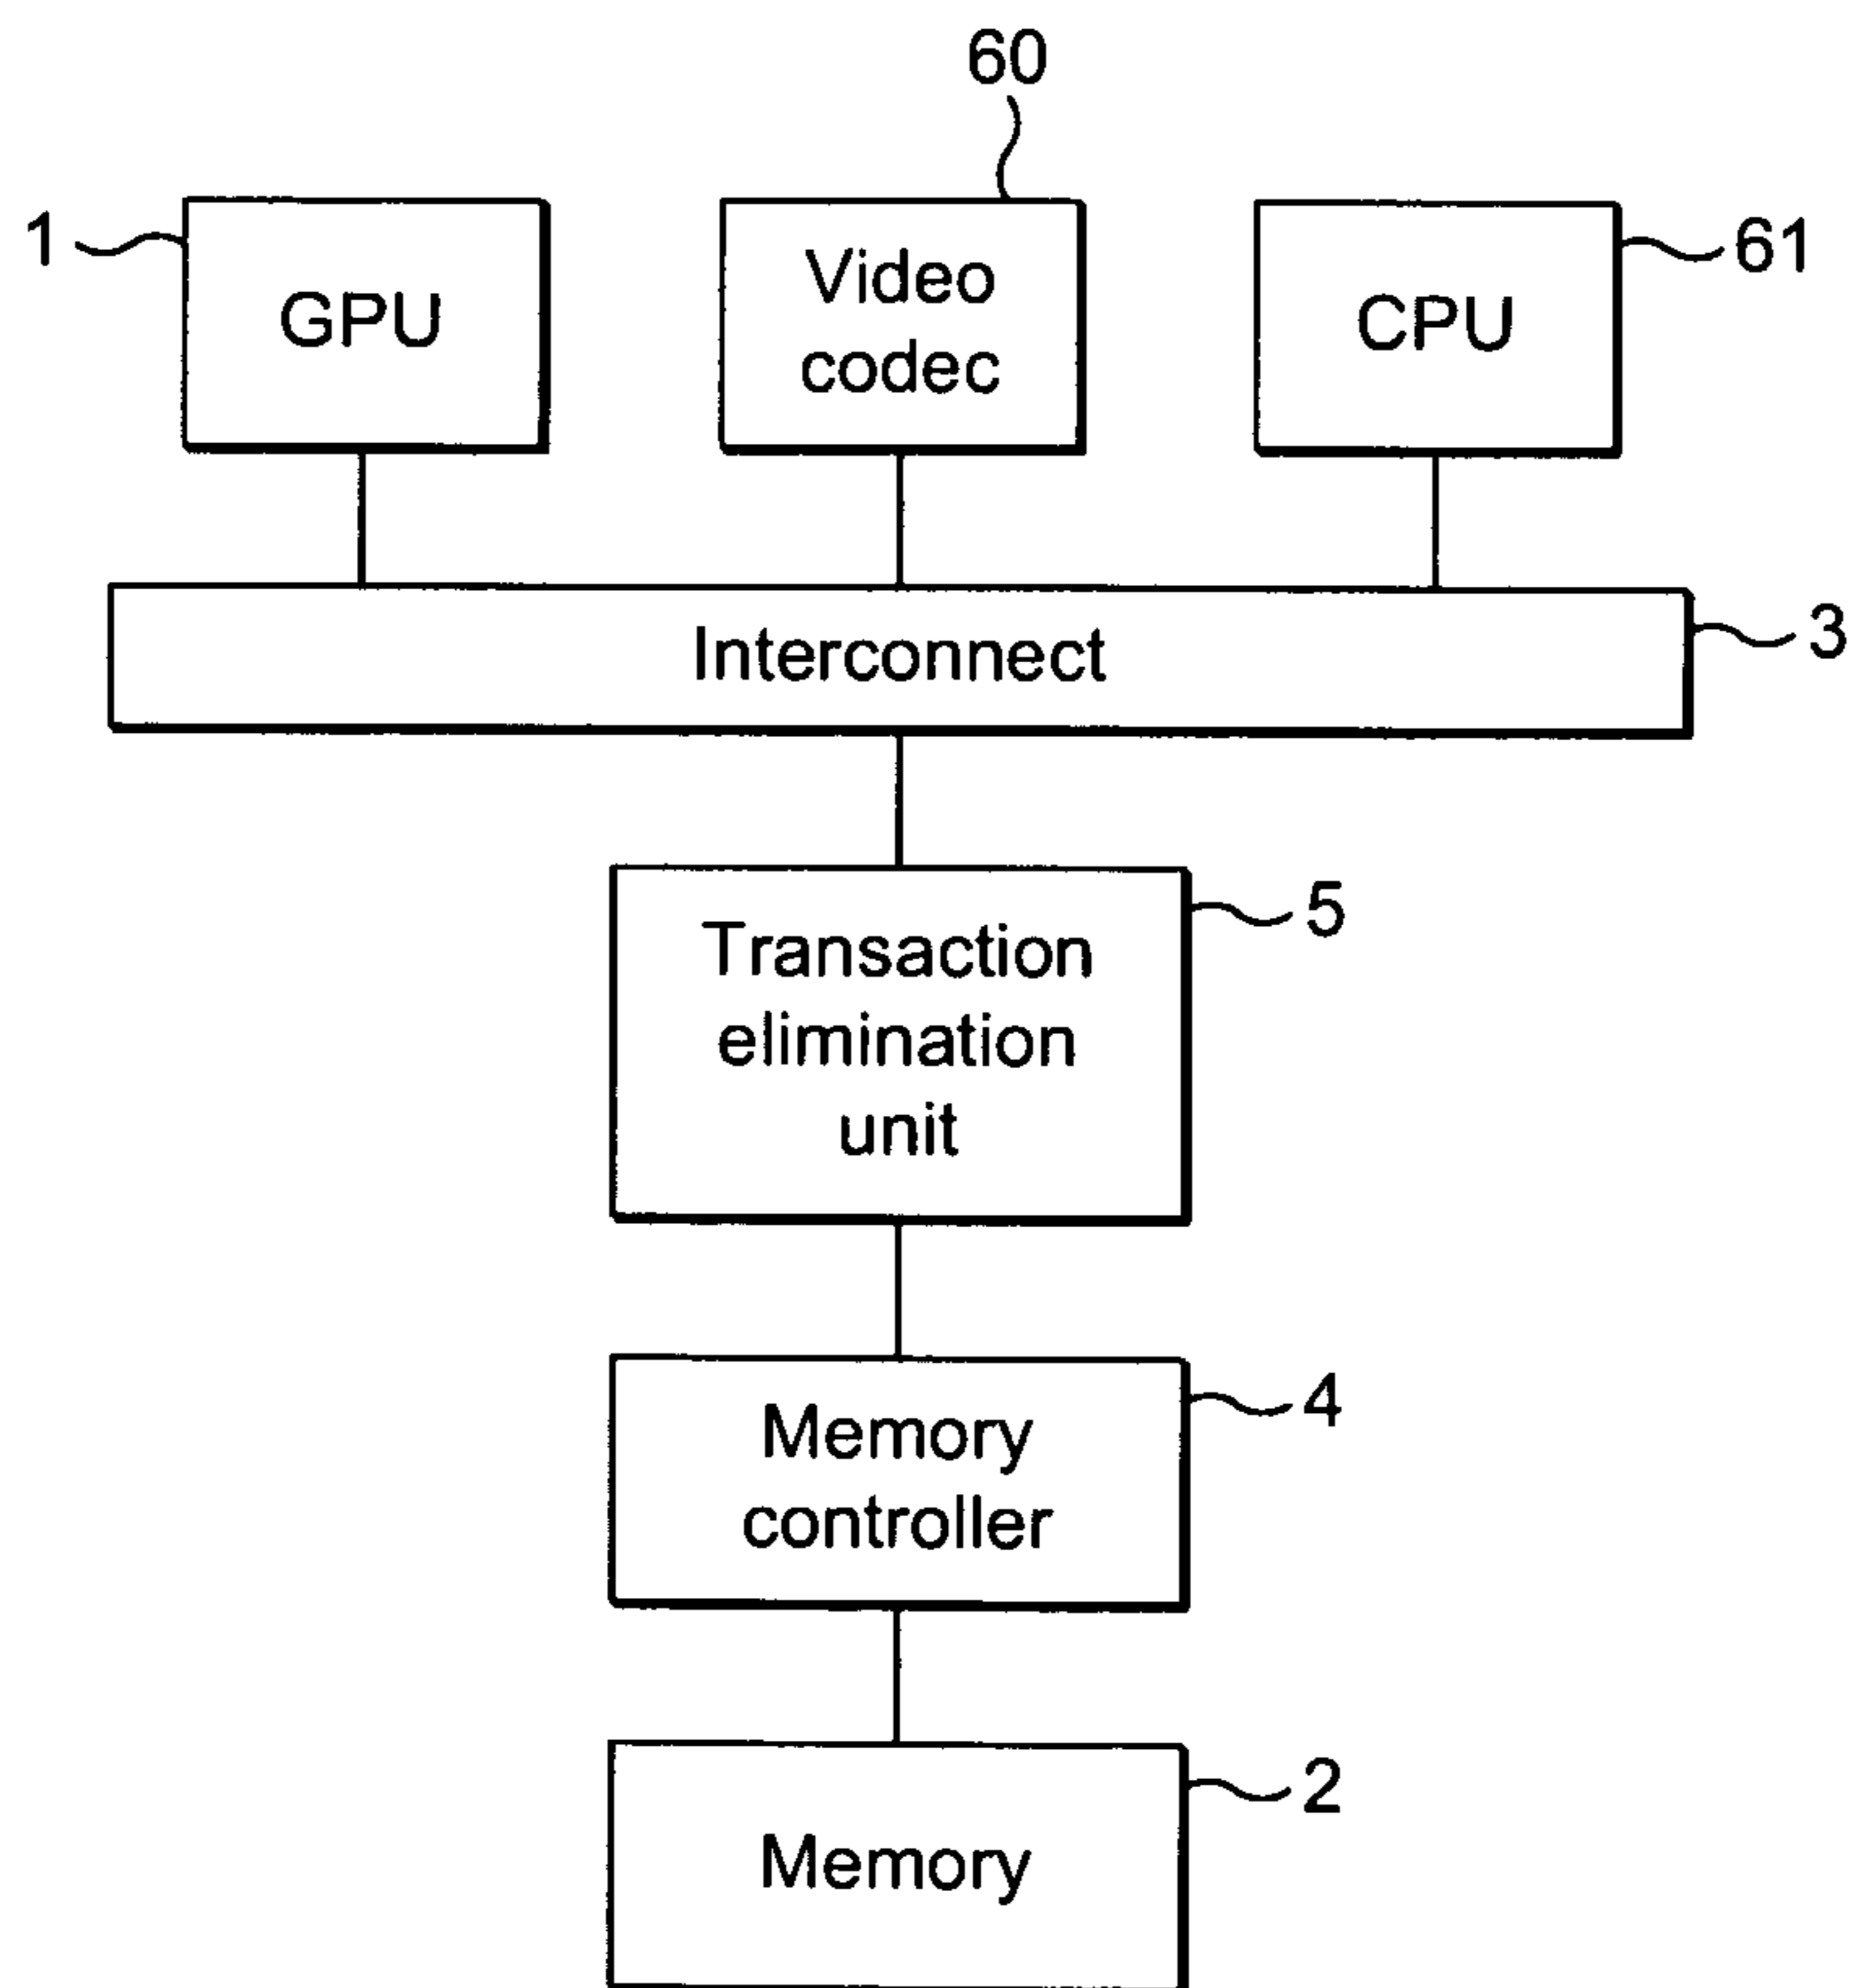 60
1
GPU
Video
codec
CPU
61
Interconnect
3
Transaction
elimination
unit
5
Memory
controller
4
Memory
2